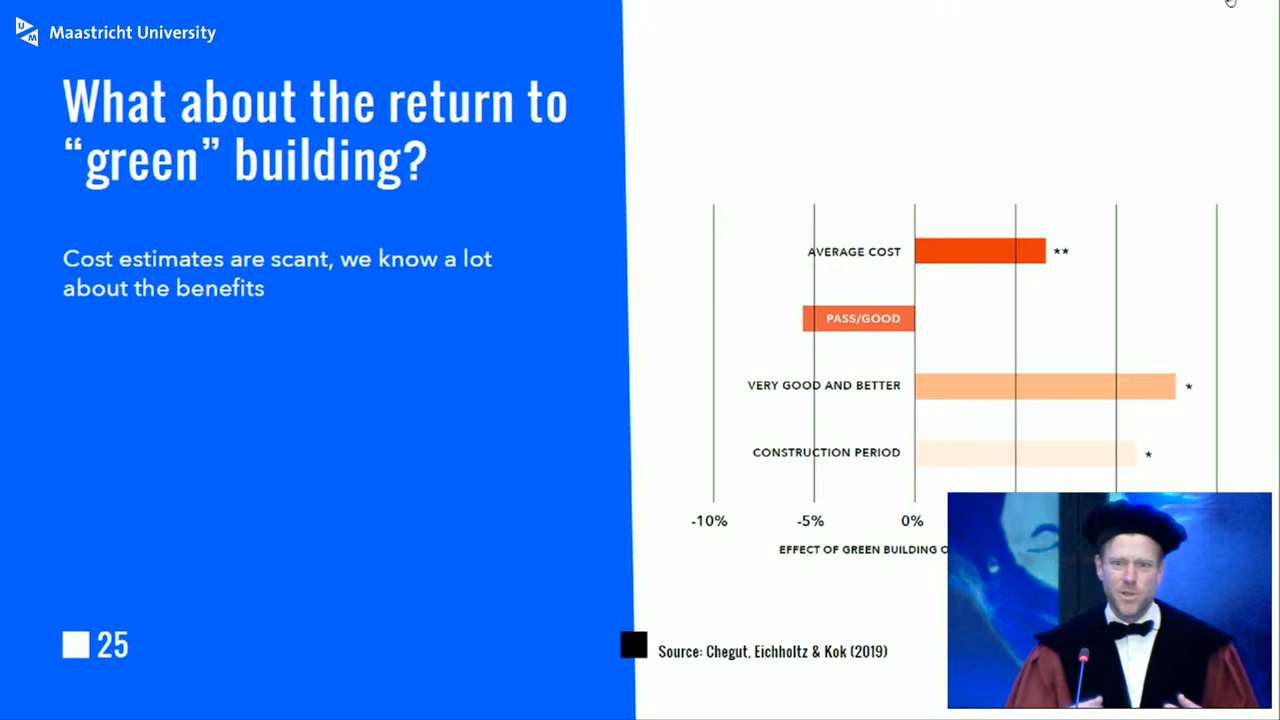 Maastricht University
What about the return to
“green” building?
Cost estimates are scant, we know a lot
about the benefits
AVERAGE COST **
PASS/GOOD
VERY GOOD AND BETTER *
CONSTRUCTION PERIOD *
-10% -5% 0%
EFFECT OF GREEN BUILDING
25
Source: Chegut, Eichholtz & Kok (2019)